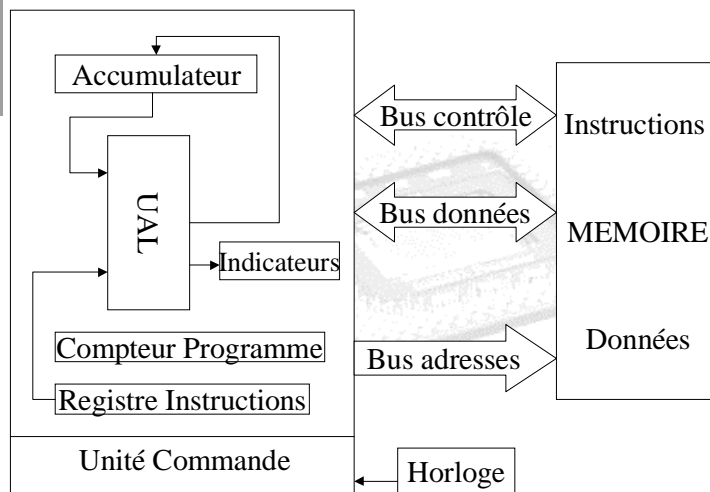 Accumulateur
UAL
Indicateurs
Compteur Programme
Registre Instructions
Unité Commande
Bus contrôle
Bus données
Bus adresses
Horloge
Instructions
MEMOIRE
Données